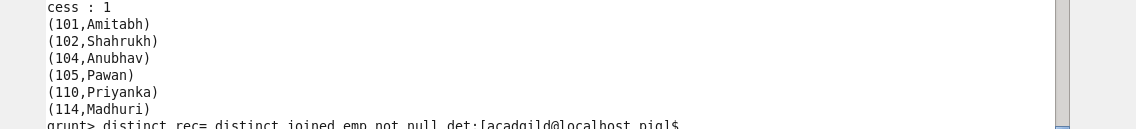 cess : 1
(101,Amitabh)
(102,Shahrukh)
(104,Anubhav)
(105,Pawan)
(110,Priyanka)
(114,Madhuri)
grunt> distinct_rec= distinct joined_emp_not_null_det;[acadgild@localhost pig]$